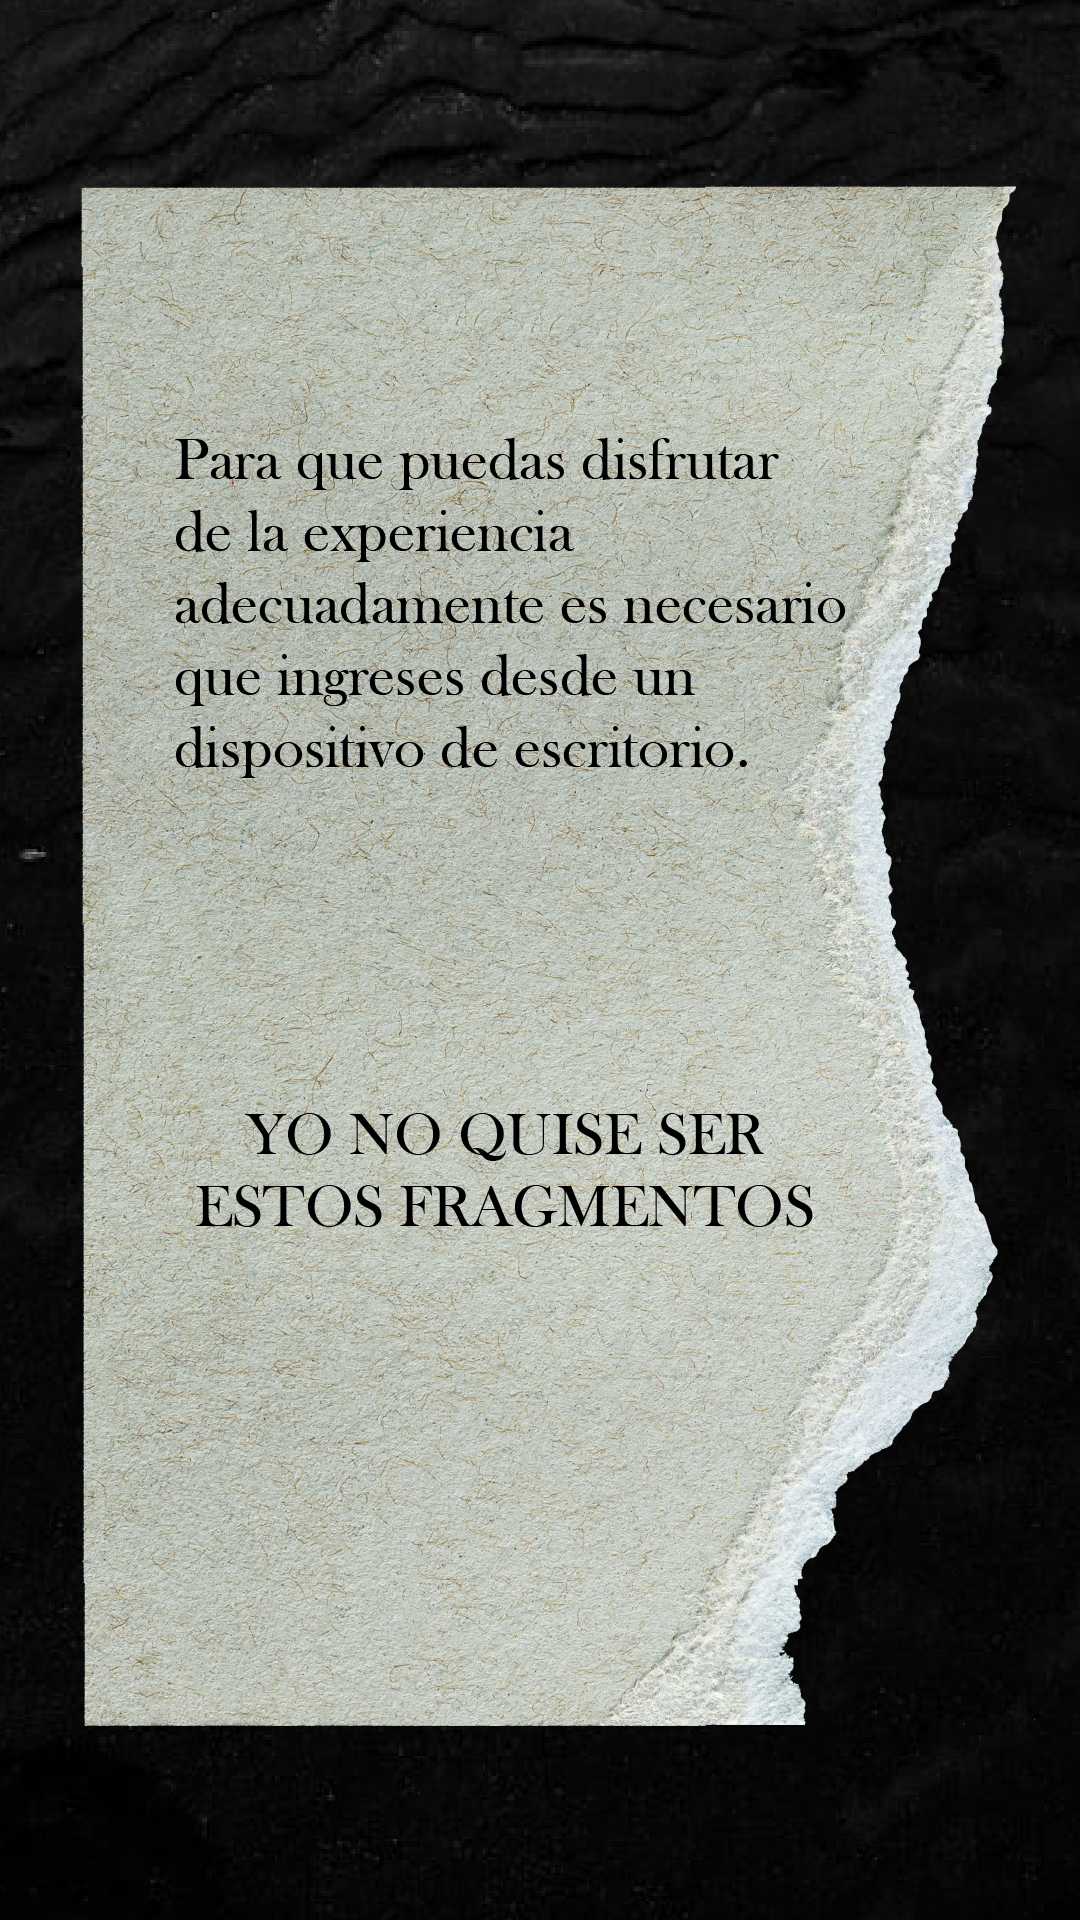 Para que puedas disfrutar
de la experiencia
adecuadamente es necesario
que ingreses desde un
dispositivo de escritorio.
YO NO QUISE SER
ESTOS FRAGMENTOS